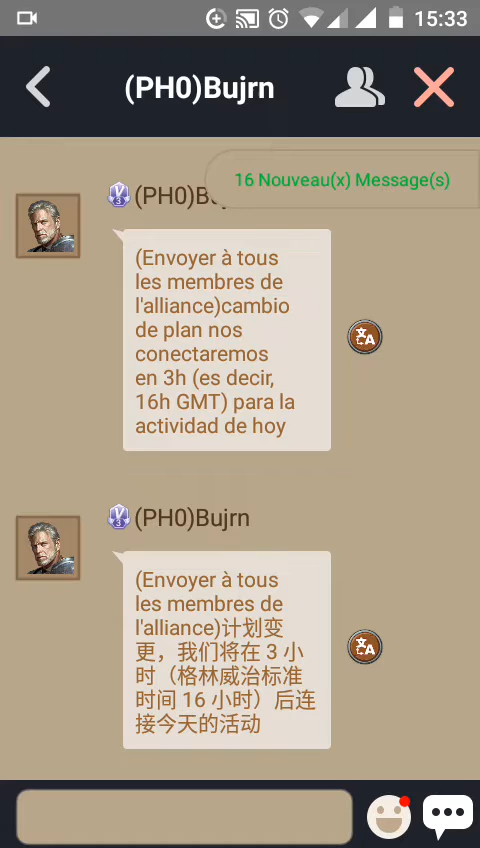 15:33
(PH0)Bujrn
16 Nouveau(x) Message(s)
(PH0)B
(Envoyer à tous
les membres de
l'alliance)cambio
de plan nos
conectaremos
en 3h (es decir,
16h GMT) para la
actividad de hoy
(PH0)Bujrn
(Envoyer à tous
les membres de
l'alliance)计划变
更，我们将在 3 小
时（格林威治标准
时间 16 小时）后连
接今天的活动